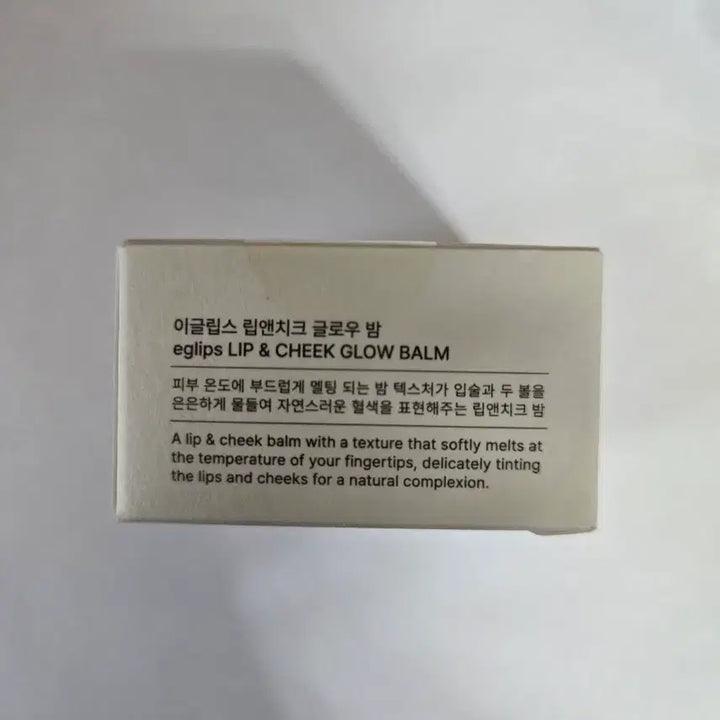 이글립스 립앤치크 글로우 밤
eglips LIP & CHEEK GLOW BALM
피부 온도에 부드럽게 멜팅 되는 밤 텍스처가 입술과 두 볼을
은은하게 물들여 자연스러운 혈색을 표현해주는 립앤치크 밤
A lip & cheek balm with a texture that softly melts at
the temperature of your fingertips, delicately tinting
the lips and cheeks for a natural complexion.